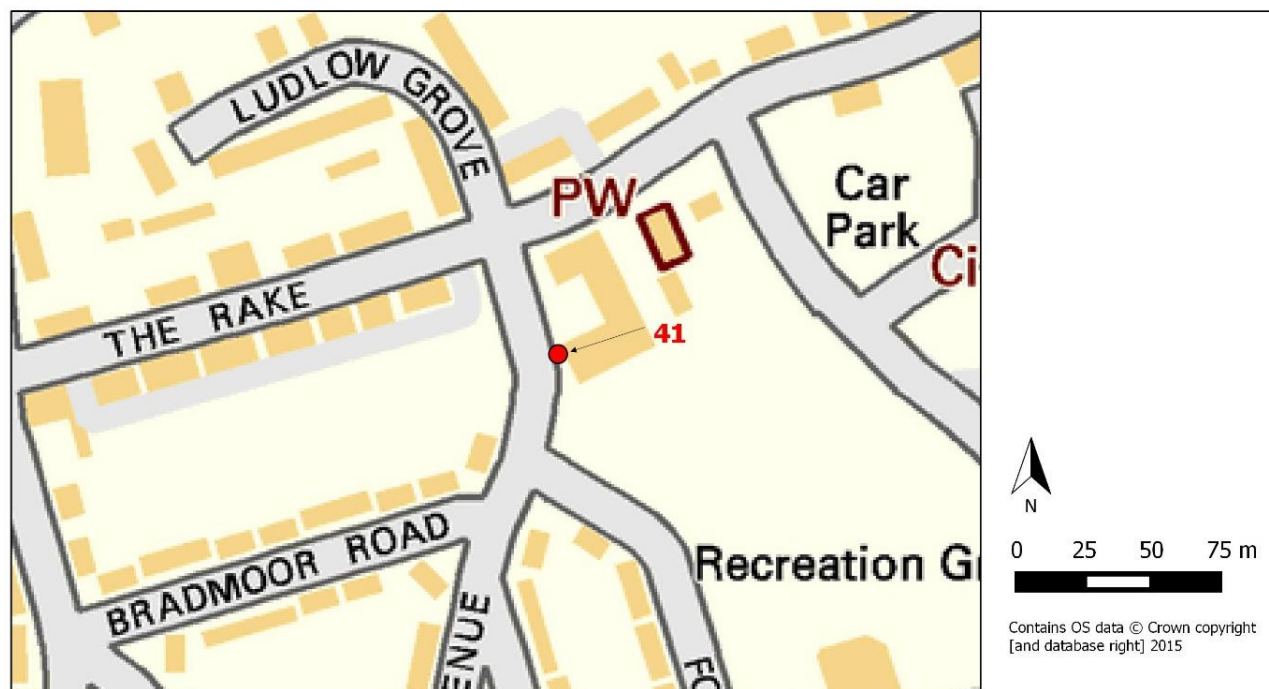 LUDLOW GROVE
PW
Car
Park
Ci
THE RAKE
41
BRADMOOR ROAD
Recreation G
ENUE
FO
N
0 25 50 75 m
Contains OS data © Crown copyright
[and database right] 2015